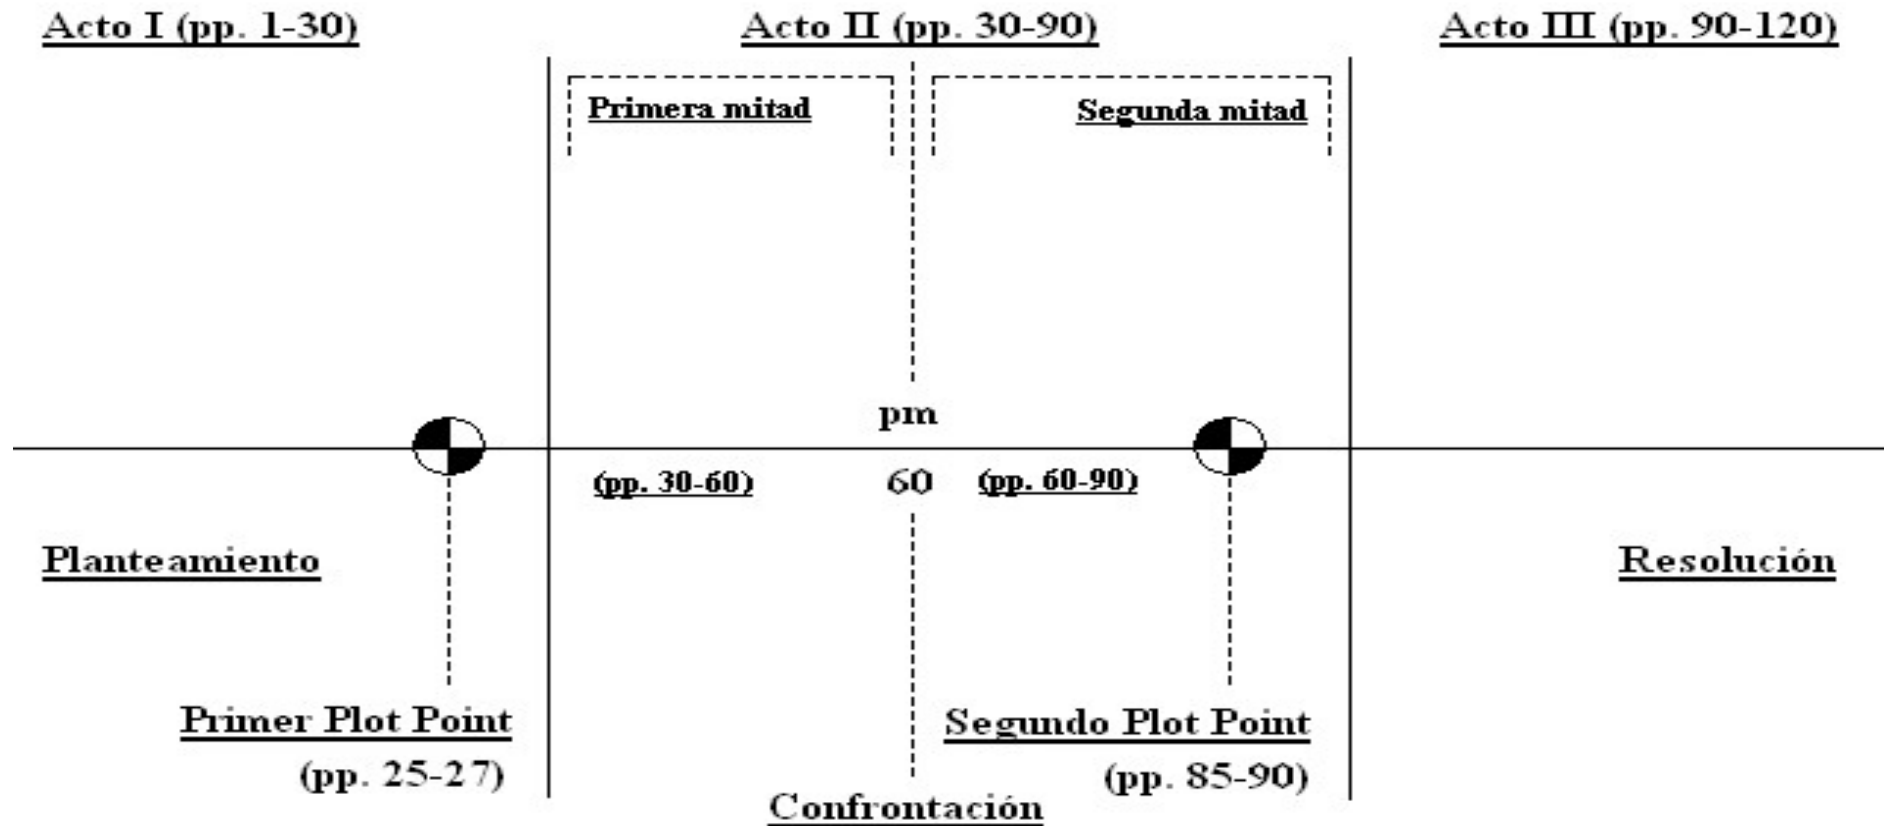 Acto I (pp. 1-30)
Acto II (pp. 30-90)
Acto III (pp. 90-120)
Primera mitad
Segunda mitad
pm
(pp. 30-60)
60
(pp. 60-90)
Planteamiento
Resolución
Primer Plot Point
(pp. 25-27)
Segundo Plot Point
(pp. 85-90)
Confrontación